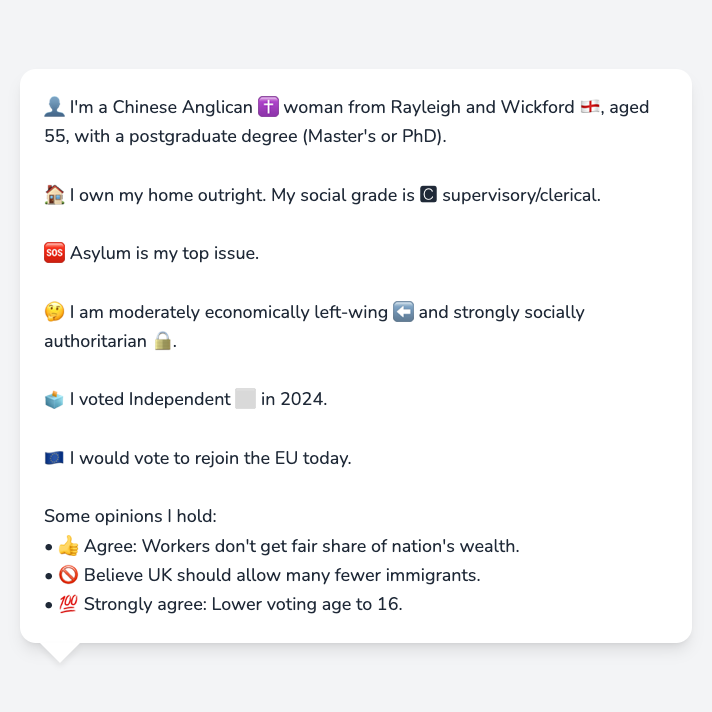 👤 I'm a Chinese Anglican ✝️ woman from Rayleigh and Wickford 🏴󠁧󠁢󠁥󠁮󠁧󠁿, aged
55, with a postgraduate degree (Master's or PhD).
🏠 I own my home outright. My social grade is 🅲 supervisory/clerical.
🆘 Asylum is my top issue.
🤔 I am moderately economically left-wing ⬅️ and strongly socially
authoritarian 🔒.
🗳️ I voted Independent ⬜ in 2024.
🇪🇺 I would vote to rejoin the EU today.
Some opinions I hold:
• 👍 Agree: Workers don't get fair share of nation's wealth.
• 🚫 Believe UK should allow many fewer immigrants.
• 💯 Strongly agree: Lower voting age to 16.